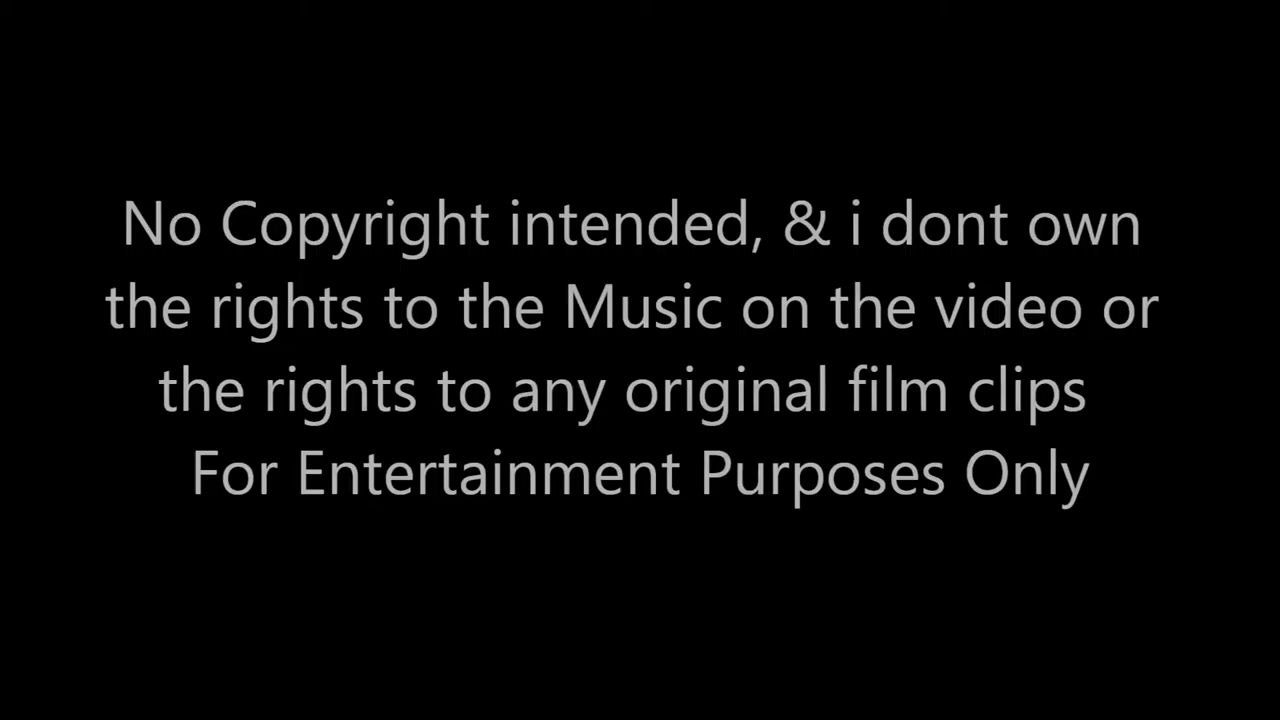 No Copyright intended, & i dont own
the rights to the Music on the video or
the rights to any original film clips
For Entertainment Purposes Only